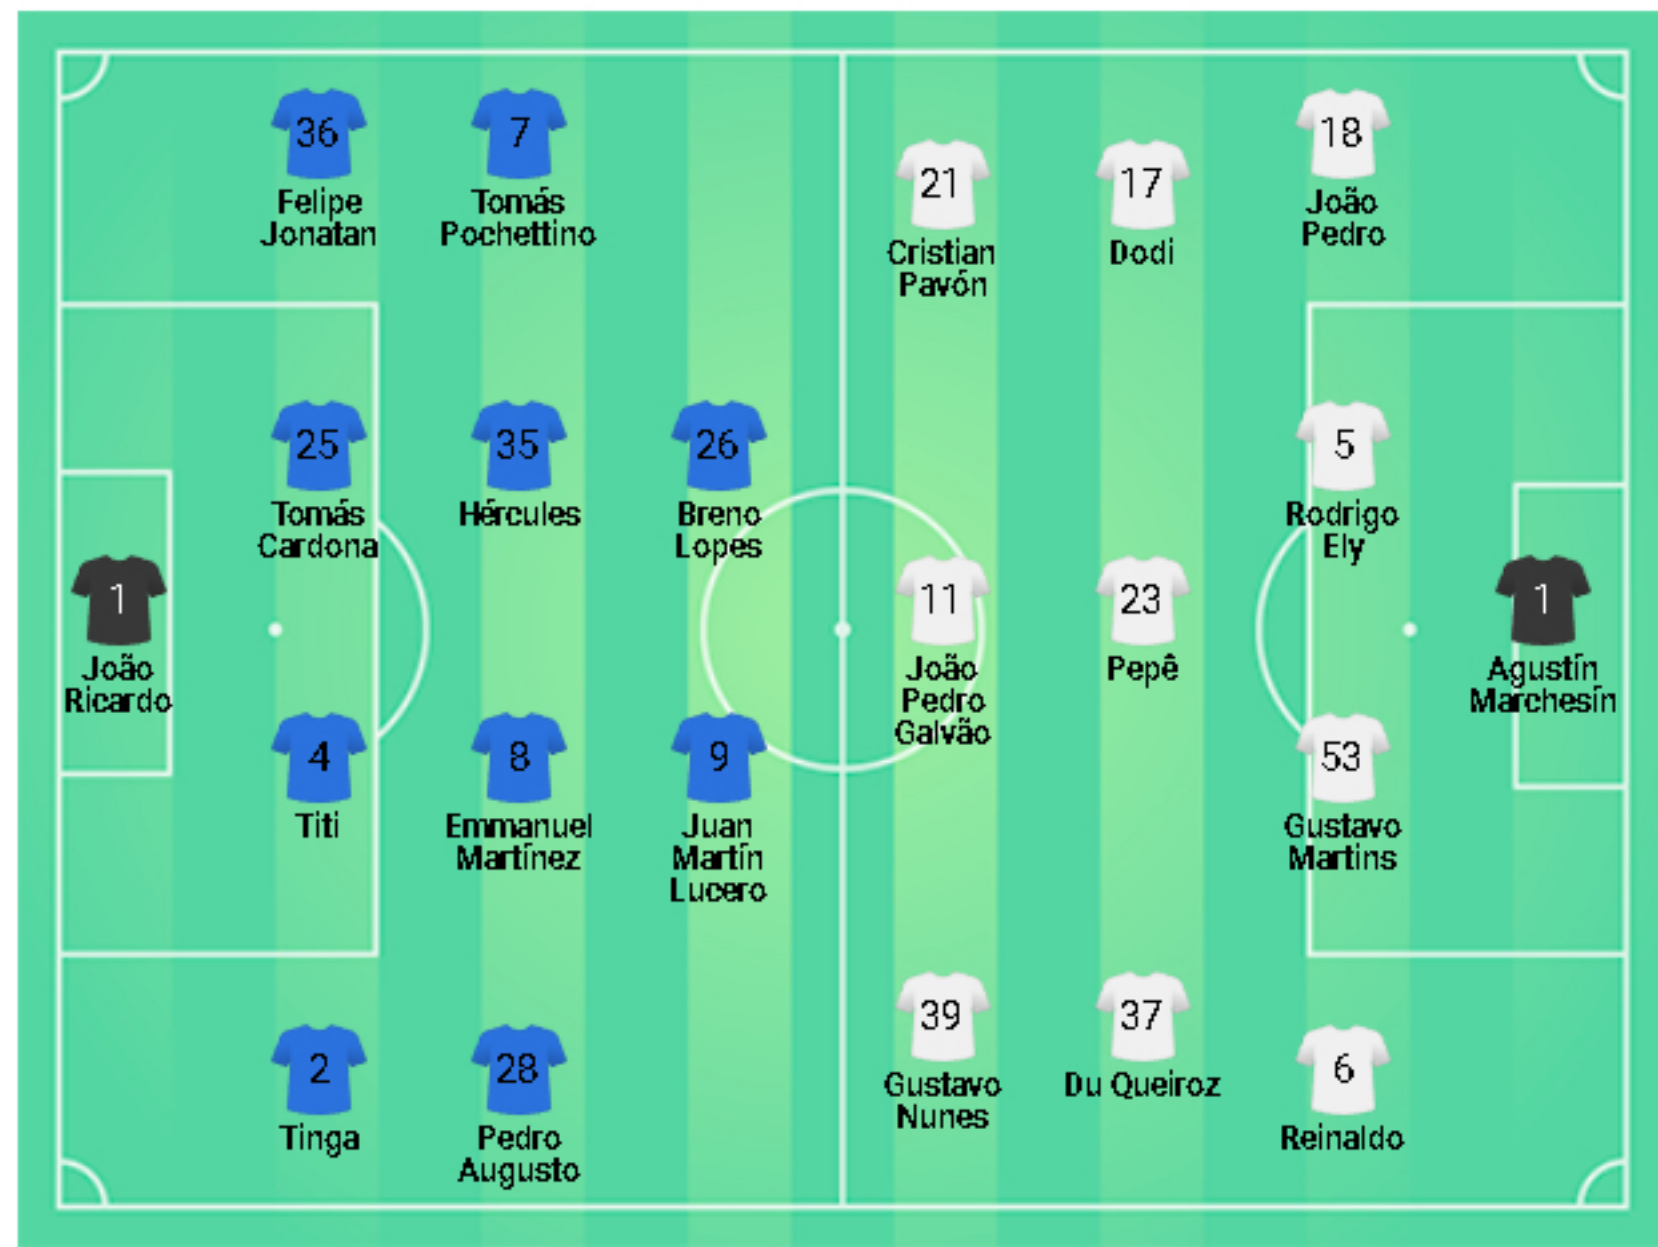 1
João
Ricardo
36
Felipe
Jonatan
25
Tomás
Cardona
4
Titi
2
Tinga
7
Tomás
Pochettino
35
Hércules
8
Emmanuel
Martínez
28
Pedro
Augusto
26
Breno
Lopes
9
Juan
Martín
Lucero
21
Cristian
Pavón
11
João
Pedro
Galvão
39
Gustavo
Nunes
17
Dodi
23
Pepê
37
Du Queiroz
18
João
Pedro
5
Rodrigo
Ely
53
Gustavo
Martins
6
Reinaldo
1
Agustín
Marchesín